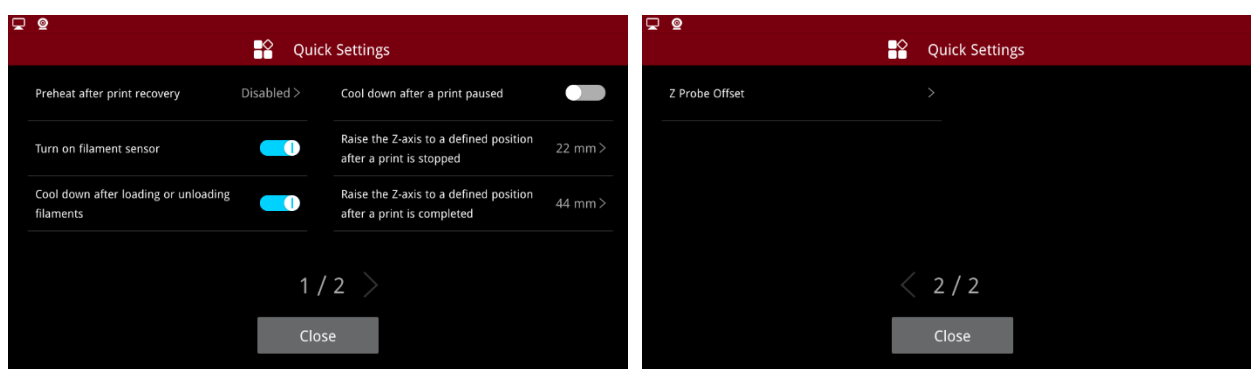 Quick Settings
Preheat after print recovery
Disabled >
Cool down after a print paused
Turn on filament sensor
Raise the Z-axis to a defined position
after a print is stopped
22 mm >
Cool down after loading or unloading
filaments
Raise the Z-axis to a defined position
after a print is completed
44 mm >
1 / 2 >
Close
Quick Settings
Z Probe Offset >
< 2 / 2
Close